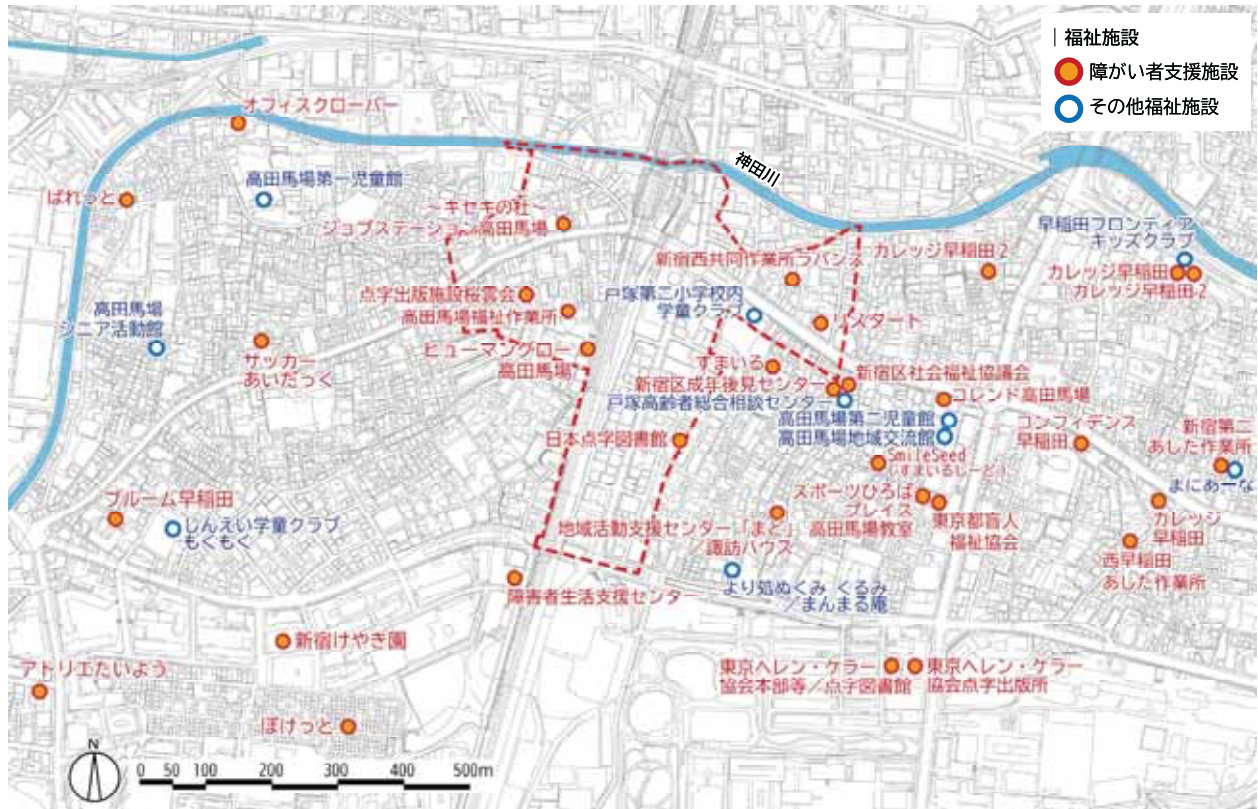 福祉施設
障がい者支援施設
その他福祉施設
オフィスクローバー
神田川
ぱれっと
高田馬場第一児童館
～キセキの杜～
ジョブステーション高田馬場
早稲田フロンティア
キッズクラブ
カレッジ早稲田2
カレッジ早稲田
カレッジ早稲田2
新宿西共同作業所ラバンス
点字出版施設桜雲会
高田馬場福祉作業所
戸塚第二小学校内
学童クラブ
リスタート
高田馬場
シニア活動館
サッカー
あいだっく
ヒューマングロー
高田馬場
すまいる
新宿区成年後見センター
新宿区社会福祉協議会
戸塚高齢者総合相談センター
コレンド高田馬場
高田馬場第二児童館
高田馬場地域交流館
コンフィデンス
早稲田
新宿第二
あした作業所
まにあーな
日本点字図書館
SmileSeed
（すまいるしーど）
スポーツひろば
プレイス
高田馬場教室
東京都盲人
福祉協会
カレッジ
早稲田
西早稲田
あした作業所
ブルーム早稲田
しんえい学童クラブ
もくもく
地域活動支援センター「まど」
／諏訪ハウス
より処ぬくみ くるみ
／まんまる庵
障害者生活支援センター
新宿けやき園
アトリエたいよう
東京ヘレン・ケラー
協会本部等／点字図書館
東京ヘレン・ケラー
協会点字出版所
ぽけっと
N
0 50 100 200 300 400 500m